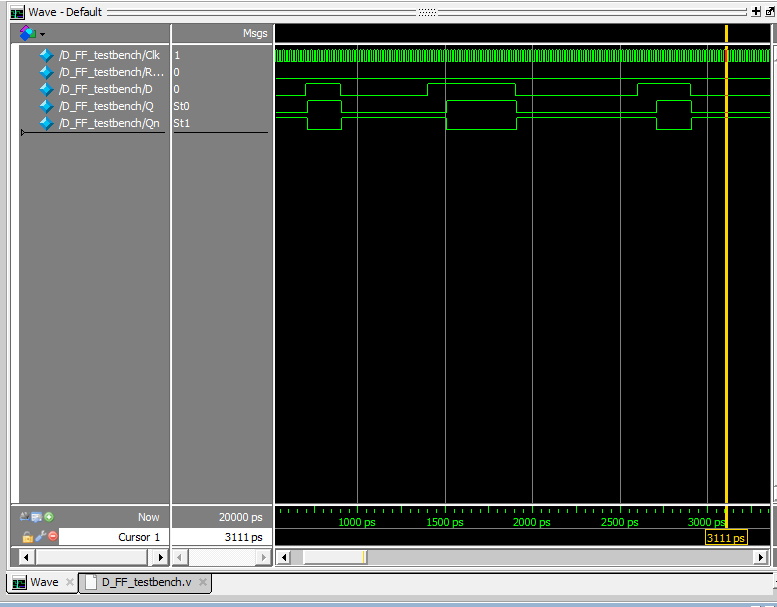 Wave - Default
Msgs
/D_FF_testbench/Clk 1
/D_FF_testbench/R... 0
/D_FF_testbench/D 0
/D_FF_testbench/Q St0
/D_FF_testbench/Qn St1
Now 20000 ps
1000 ps 1500 ps 2000 ps 2500 ps 3000 ps
Cursor 1 3111 ps 3111 ps
Wave D_FF_testbench.v